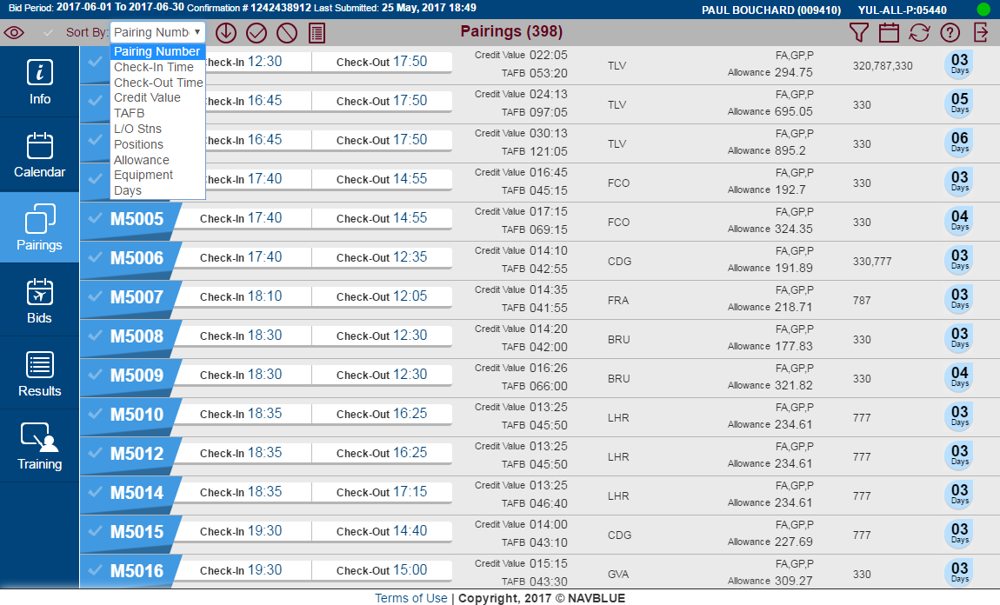 Bid Period: 2017-06-01 To 2017-06-30 Confirmation # 1242438912 Last Submitted: 25 May, 2017 18:49 PAUL BOUCHARD (009410) YUL-ALL-P:05440
Sort By: Pairing Numb Pairings (398)
Pairing Number
Check-In Time
Check-Out Time
Credit Value
TAFB
L/O Stns
Positions
Allowance
Equipment
Days
Info
Calendar
Pairings
Bids
Results
Training
heck-In 12:30 Check-Out 17:50 Credit Value 022:05 TAFB 053:20 TLV FA,GP,P Allowance 294.75 320,787,330 03 Days
heck-In 16:45 Check-Out 17:50 Credit Value 024:13 TAFB 097:05 TLV FA,GP,P Allowance 695.05 330 05 Days
heck-In 16:45 Check-Out 17:50 Credit Value 030:13 TAFB 121:05 TLV FA,GP,P Allowance 895.2 330 06 Days
heck-In 17:40 Check-Out 14:55 Credit Value 016:45 TAFB 045:15 FCO FA,GP,P Allowance 192.7 330 03 Days
M5005 Check-In 17:40 Check-Out 14:55 Credit Value 017:15 TAFB 069:15 FCO FA,GP,P Allowance 324.35 330 04 Days
M5006 Check-In 17:40 Check-Out 12:35 Credit Value 014:10 TAFB 042:55 CDG FA,GP,P Allowance 191.89 330,777 03 Days
M5007 Check-In 18:10 Check-Out 12:05 Credit Value 014:35 TAFB 041:55 FRA FA,GP,P Allowance 218.71 787 03 Days
M5008 Check-In 18:30 Check-Out 12:30 Credit Value 014:20 TAFB 042:00 BRU FA,GP,P Allowance 177.83 330 03 Days
M5009 Check-In 18:30 Check-Out 12:30 Credit Value 016:26 TAFB 066:00 BRU FA,GP,P Allowance 321.82 330 04 Days
M5010 Check-In 18:35 Check-Out 16:25 Credit Value 013:25 TAFB 045:50 LHR FA,GP,P Allowance 234.61 777 03 Days
M5012 Check-In 18:35 Check-Out 16:25 Credit Value 013:25 TAFB 045:50 LHR FA,GP,P Allowance 234.61 777 03 Days
M5014 Check-In 18:35 Check-Out 17:15 Credit Value 013:25 TAFB 046:40 LHR FA,GP,P Allowance 234.61 777 03 Days
M5015 Check-In 19:30 Check-Out 14:40 Credit Value 014:00 TAFB 043:10 CDG FA,GP,P Allowance 227.69 777 03 Days
M5016 Check-In 19:30 Check-Out 15:00 Credit Value 015:15 TAFB 043:30 GVA FA,GP,P Allowance 309.27 330 03 Days
Terms of Use | Copyright, 2017 © NAVBLUE